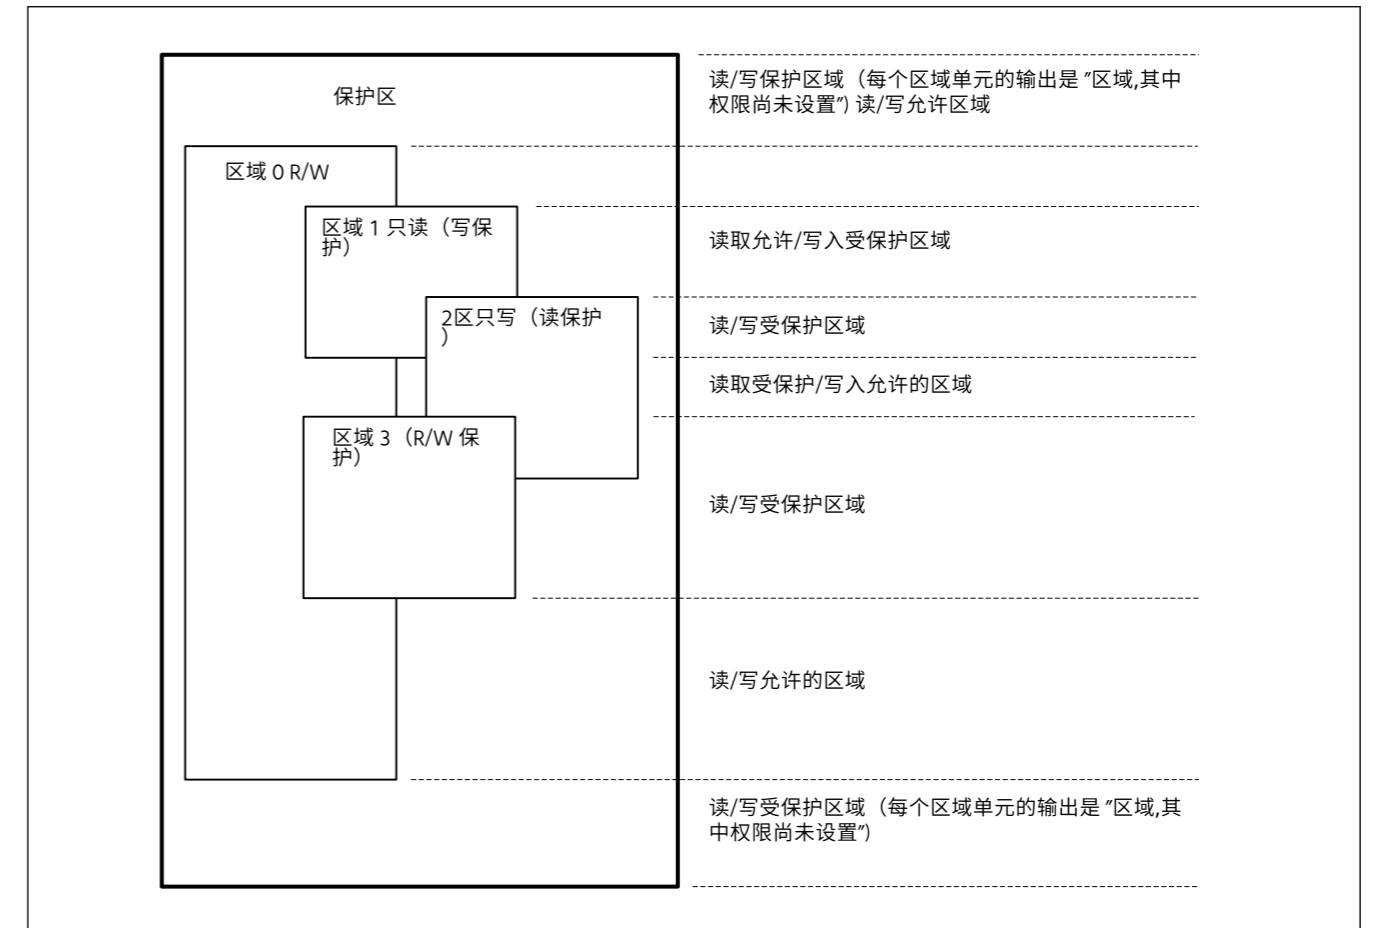 保护区
读/写保护区域（每个区域单元的输出是 ″区域,其中
权限尚未设置″) 读/写允许区域
区域 0 R/W
区域 1 只读（写保
护）
读取允许/写入受保护区域
2区只写（读保护
）
读/写受保护区域
读取受保护/写入允许的区域
区域 3（R/W 保
护）
读/写受保护区域
读/写允许的区域
读/写受保护区域（每个区域单元的输出是 ″区域,其
中权限尚未设置″)